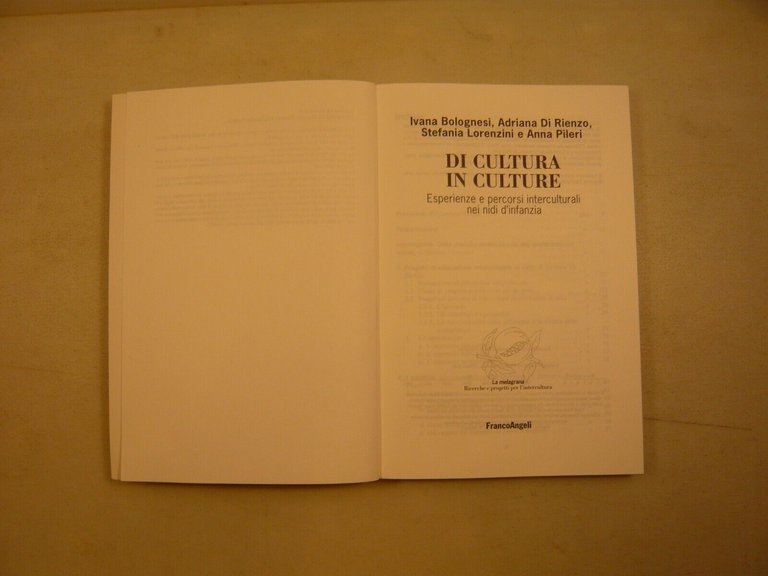 Ivana Bolognesi, Adriana Di Rienzo,
Stefania Lorenzini e Anna Pileri
DI CULTURA
IN CULTURE
Esperienze e percorsi interculturali
nei nidi d'infanzia
La melagrana
Ricerche e progetti per l'intercultura
FrancoAngeli